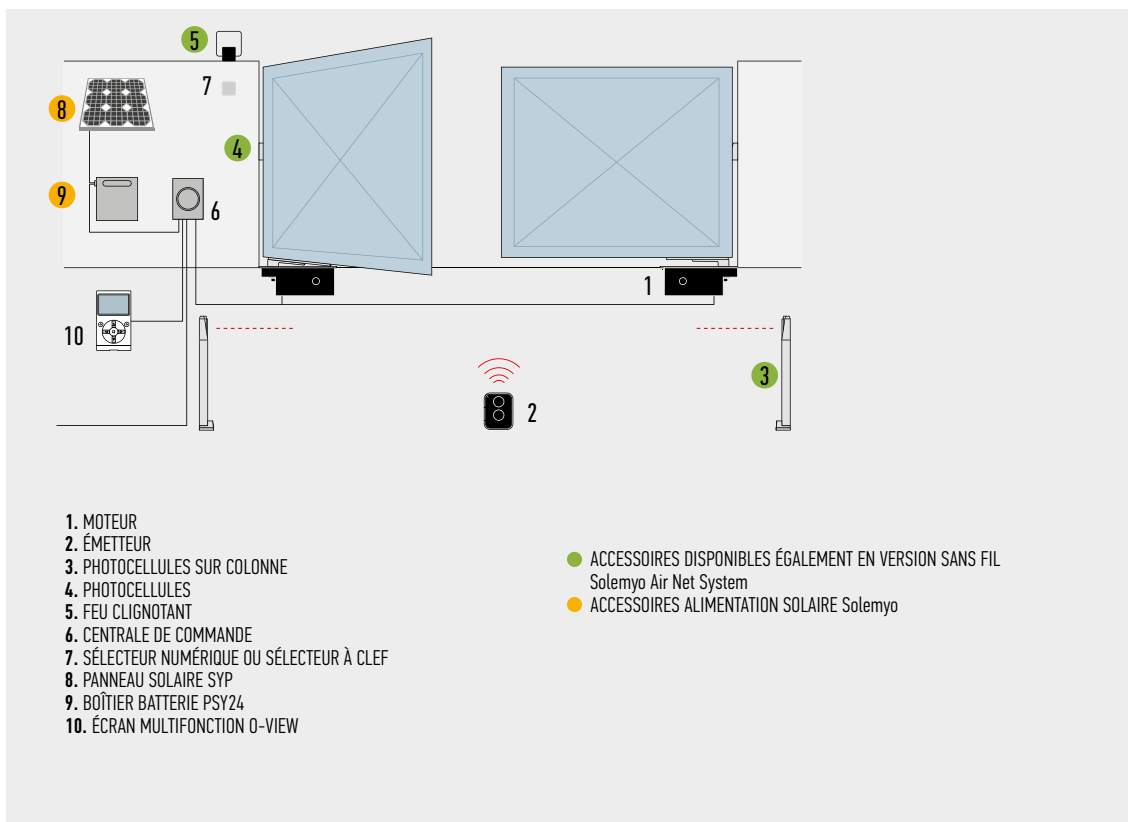 5
7
8
4
9
6
1
10
3
2
1. MOTEUR
2. ÉMETTEUR
3. PHOTOCELLULES SUR COLONNE
4. PHOTOCELLULES
5. FEU CLIGNOTANT
6. CENTRALE DE COMMANDE
7. SÉLECTEUR NUMÉRIQUE OU SÉLECTEUR À CLEF
8. PANNEAU SOLAIRE SYP
9. BOÎTIER BATTERIE PSY24
10. ÉCRAN MULTIFONCTION O-VIEW
ACCESSOIRES DISPONIBLES ÉGALEMENT EN VERSION SANS FIL
Solemyo Air Net System
ACCESSOIRES ALIMENTATION SOLAIRE Solemyo